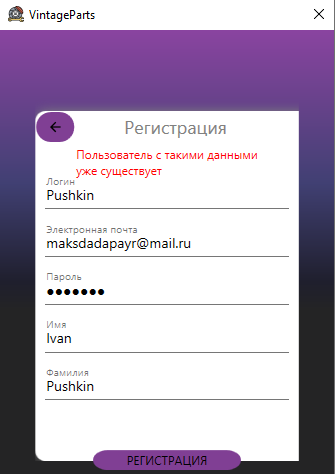 VintageParts
Регистрация
Пользователь с такими данными
уже существует
Логин
Pushkin
Электронная почта
maksdadapayr@mail.ru
Пароль
●●●●●●●
Имя
Ivan
Фамилия
Pushkin
РЕГИСТРАЦИЯ